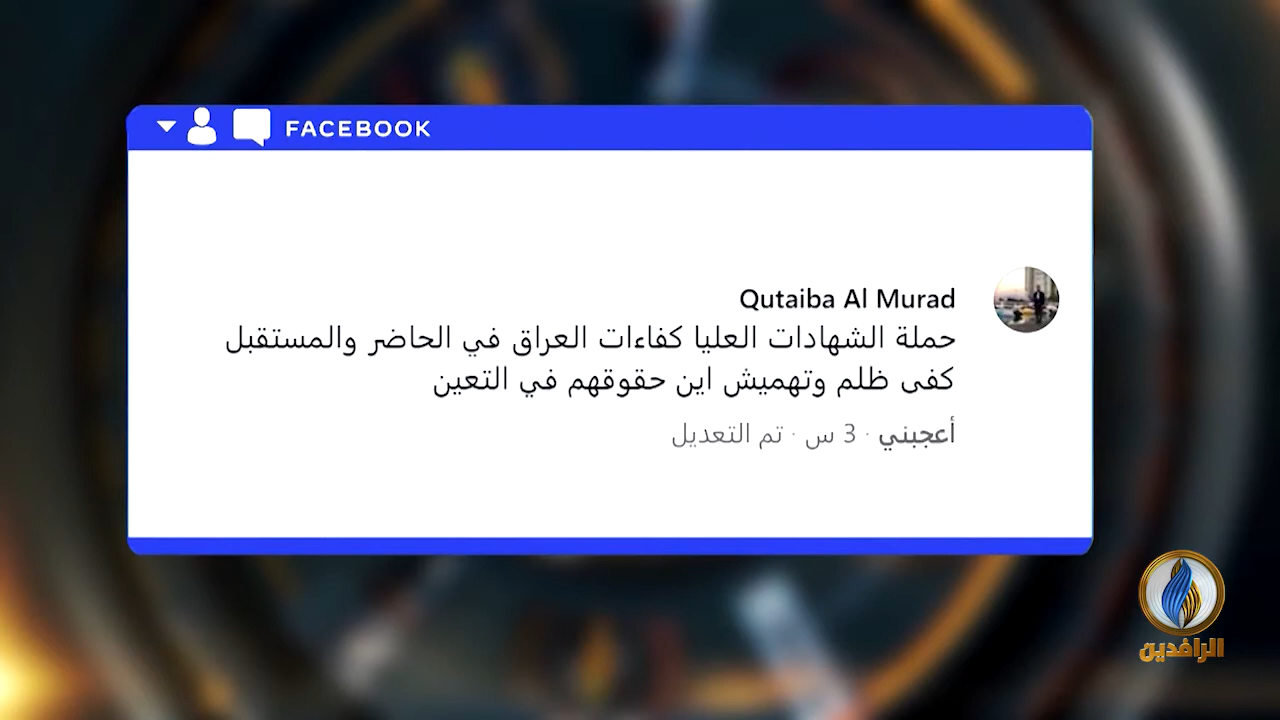 FACEBOOK
Qutaiba Al Murad
حملة الشهادات العليا كفاءات العراق في الحاضر والمستقبل
كفى ظلم وتهميش اين حقوقهم في التعين
أعجبني · 3 س · تم التعديل
الرافدين